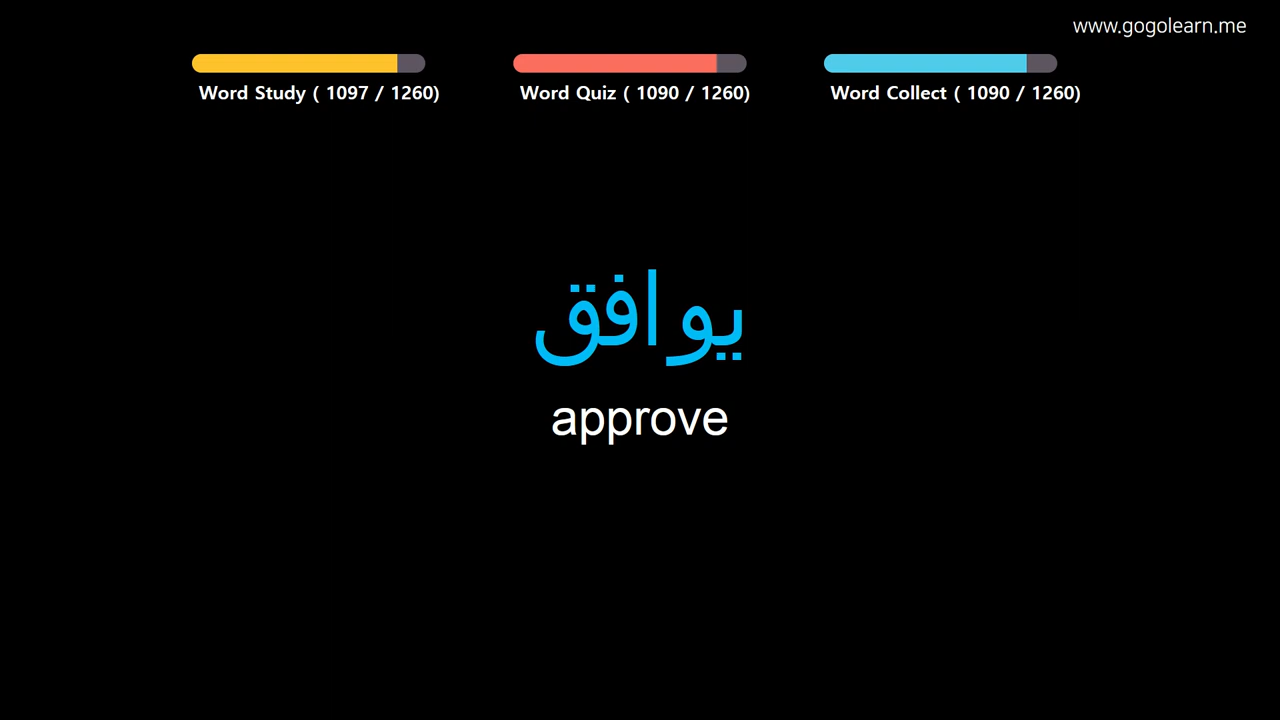 www.gogolearn.me
Word Study ( 1097 / 1260)
Word Quiz ( 1090 / 1260)
Word Collect ( 1090 / 1260)
يوافق
approve